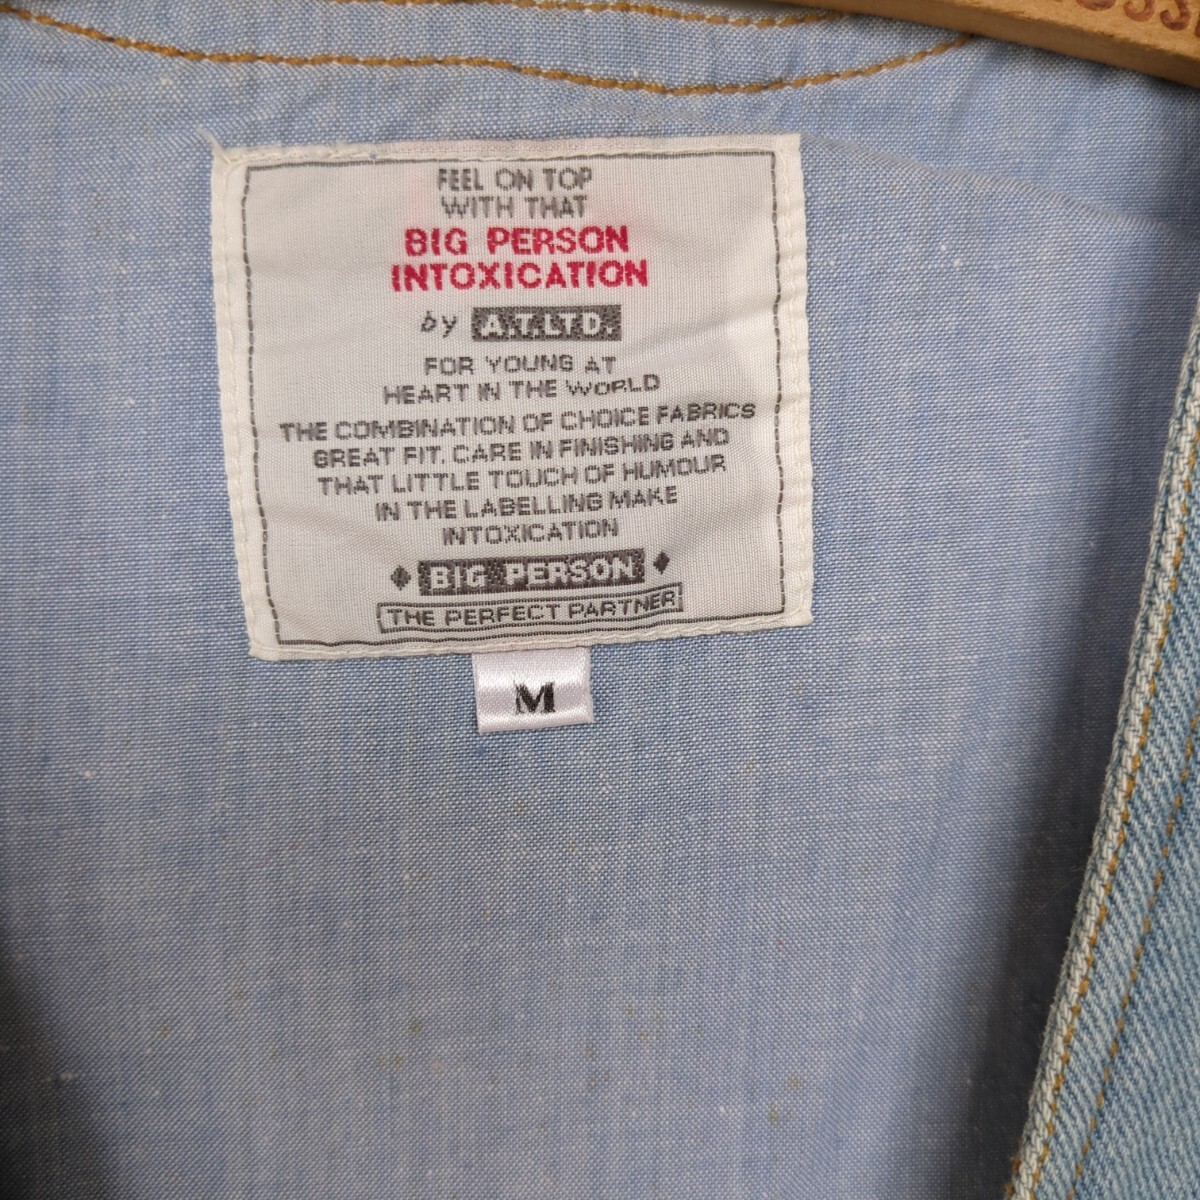 FEEL ON TOP
WITH THAT
BIG PERSON
INTOXICATION
by A.T.LTD.
FOR YOUNG AT
HEART IN THE WORLD
THE COMBINATION OF CHOICE FABRICS
GREAT FIT. CARE IN FINISHING AND
THAT LITTLE TOUCH OF HUMOUR
IN THE LABELLING MAKE
INTOXICATION
BIG PERSON
THE PERFECT PARTNER
M